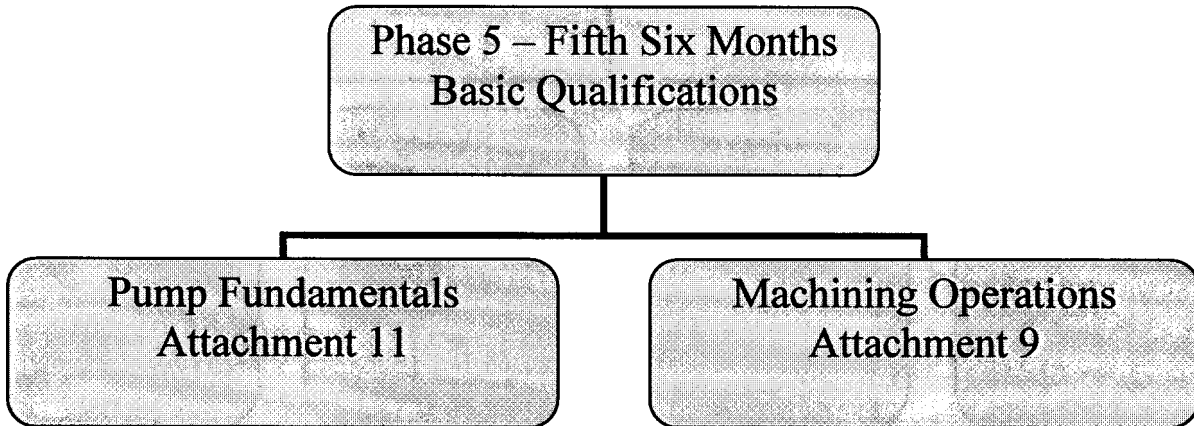 Phase 5 – Fifth Six Months
Basic Qualifications
Pump Fundamentals
Attachment 11
Machining Operations
Attachment 9